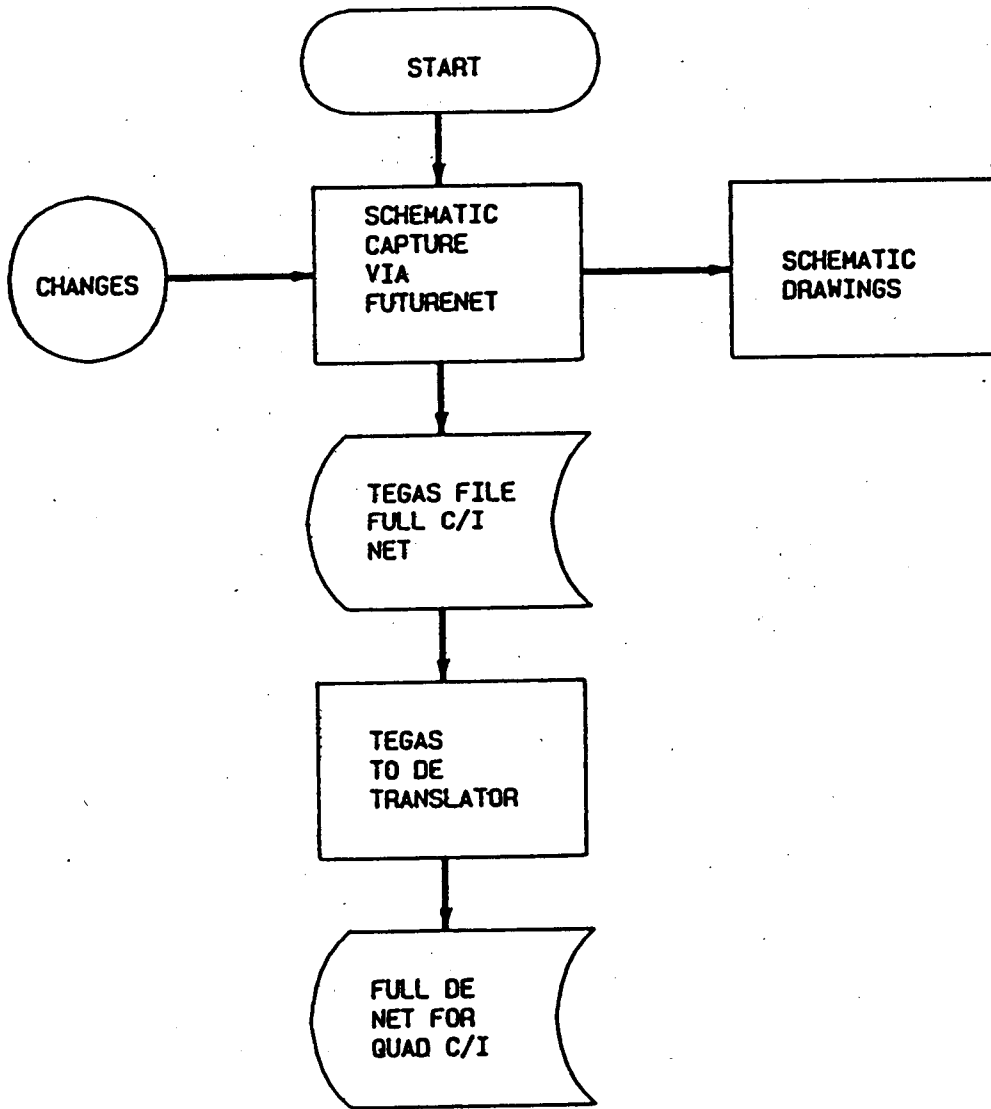 START
CHANGES
SCHEMATIC
CAPTURE
VIA
FUTURENET
SCHEMATIC
DRAWINGS
TEGAS FILE
FULL C/I
NET
TEGAS
TO DE
TRANSLATOR
FULL DE
NET FOR
QUAD C/I